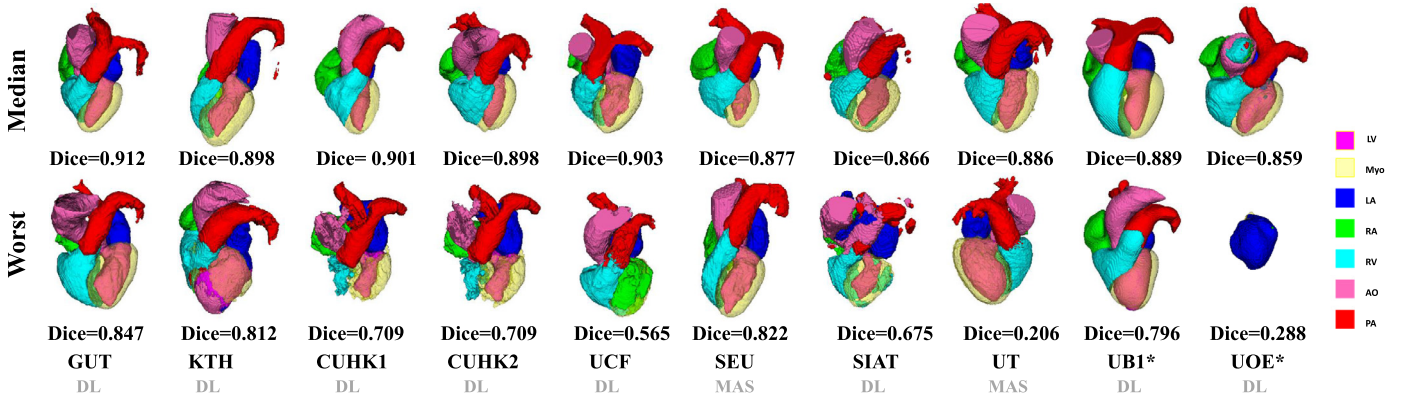 Median
Dice=0.912 Dice=0.898 Dice= 0.901 Dice=0.898 Dice=0.903 Dice=0.877 Dice=0.866 Dice=0.886 Dice=0.889 Dice=0.859
Worst
Dice=0.847 Dice=0.812 Dice=0.709 Dice=0.709 Dice=0.565 Dice=0.822 Dice=0.675 Dice=0.206 Dice=0.796 Dice=0.288
GUT KTH CUHK1 CUHK2 UCF SEU SIAT UT UB1* UOE*
DL DL DL DL DL MAS DL MAS DL DL
LV
Myo
LA
RA
RV
AO
PA